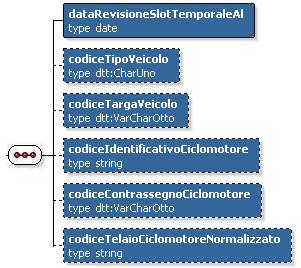 dataRevisioneSlotTemporaleAl
type date
codiceTipoVeicolo
type dtt:CharUno
codiceTargaVeicolo
type dtt:VarCharOtto
codiceIdentificativoCiclomotore
type string
codiceContrassegnoCiclomotore
type dtt:VarCharOtto
codiceTelaioCiclomotoreNormalizzato
type string